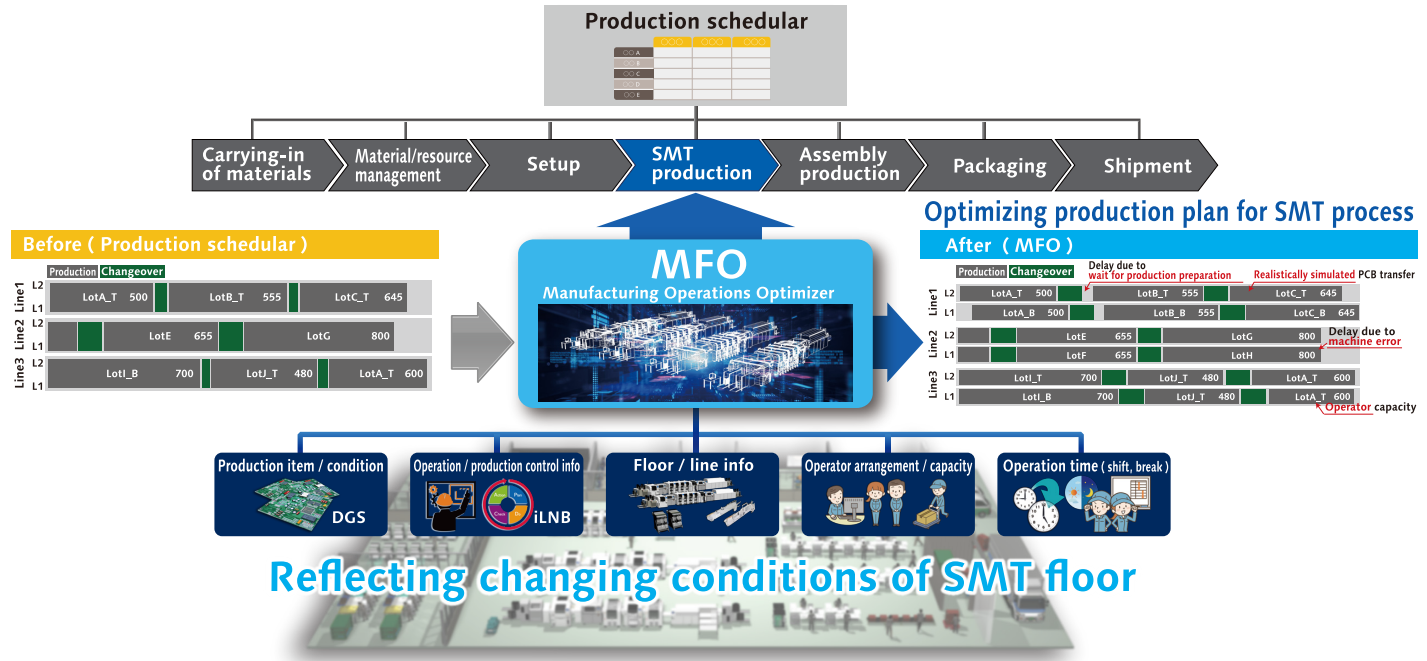 Production schedular
○○○ ○○○ ○○○
○○ A
○○ B
○○ C
○○ D
○○ E
Carrying-in
of materials
Material/resource
management
Setup
SMT
production
Assembly
production
Packaging
Shipment
Optimizing production plan for SMT process
Before ( Production schedular )
Production Changeover
Line1
L2
L1
LotA_T 500 LotB_T 555 LotC_T 645
Line2
L2
L1
LotE 655 LotG 800
Line3
L2
L1
LotI_B 700 LotJ_T 480 LotA_T 600
MFO
Manufacturing Operations Optimizer
After ( MFO )
Production Changeover
Delay due to
wait for production preparation
Realistically simulated PCB transfer
Line1
L2 LotA_T 500 LotB_T 555 LotC_T 645
L1 LotA_B 500 LotB_B 555 LotC_B 645
Line2
L2 LotE 655 LotG 800
L1 LotF 655 LotH 800
Delay due to
machine error
Line3
L2 LotI_T 700 LotJ_T 480 LotA_T 600
L1 LotI_B 700 LotJ_T 480 LotA_T 600
Operator capacity
Production item / condition
DGS
Operation / production control info
Action Plan
Check Do
iLNB
Floor / line info
Operator arrangement / capacity
Operation time ( shift, break )
Reflecting changing conditions of SMT floor